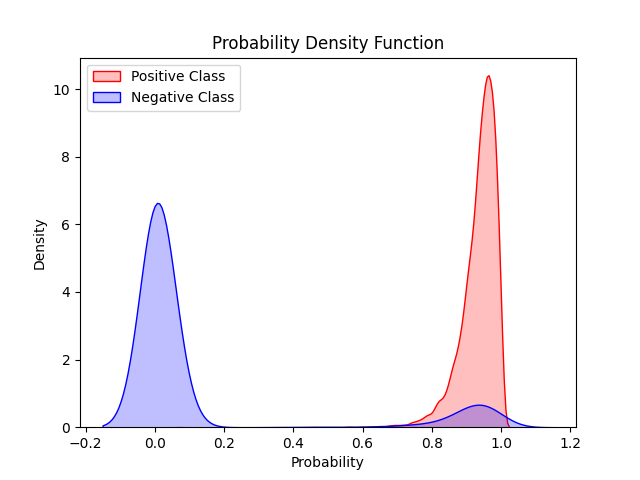 Probability Density Function
Positive Class
Negative Class
Density
10
8
6
4
2
0
−0.2 0.0 0.2 0.4 0.6 0.8 1.0 1.2
Probability